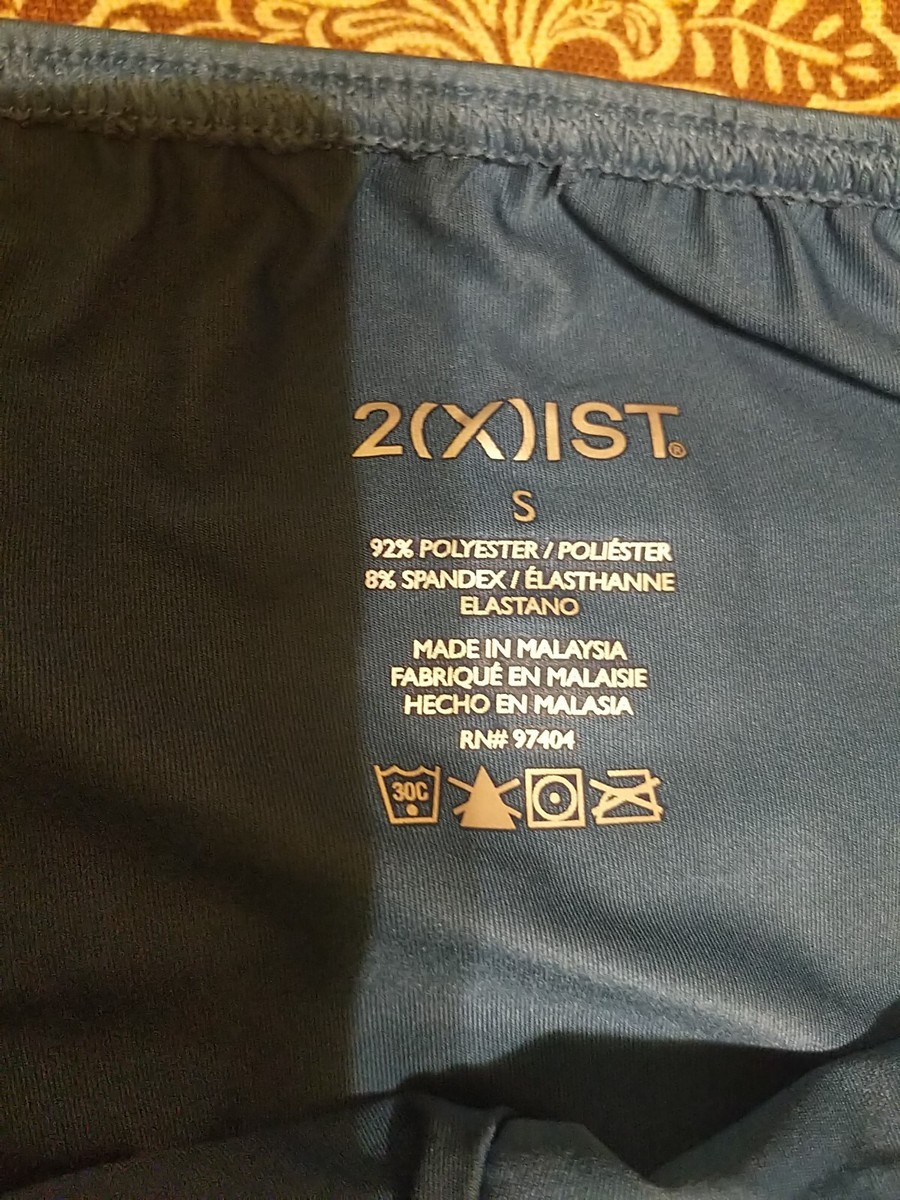 2(X)IST®
S
92% POLYESTER / POLIÉSTER
8% SPANDEX / ÉLASTHANNE
ELASTANO
MADE IN MALAYSIA
FABRIQUÉ EN MALAISIE
HECHO EN MALASIA
RN# 97404
30C